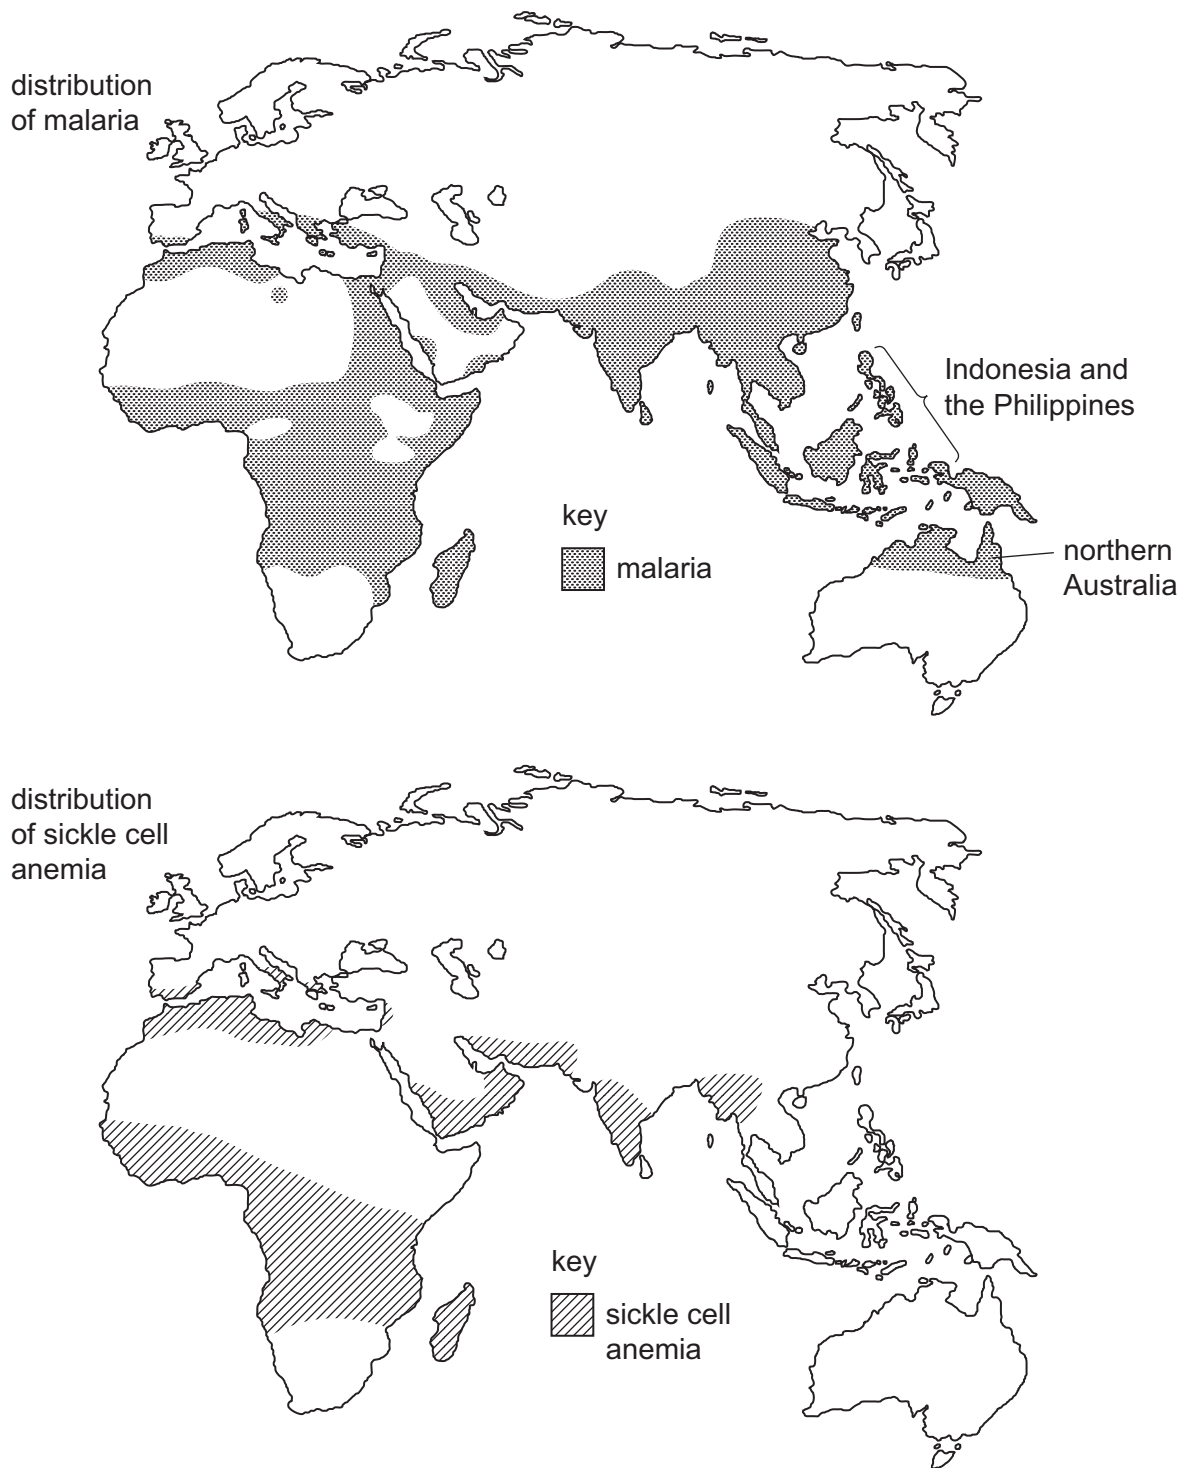 distribution
of malaria
Indonesia and
the Philippines
key
malaria
northern
Australia
distribution
of sickle cell
anemia
key
sickle cell
anemia